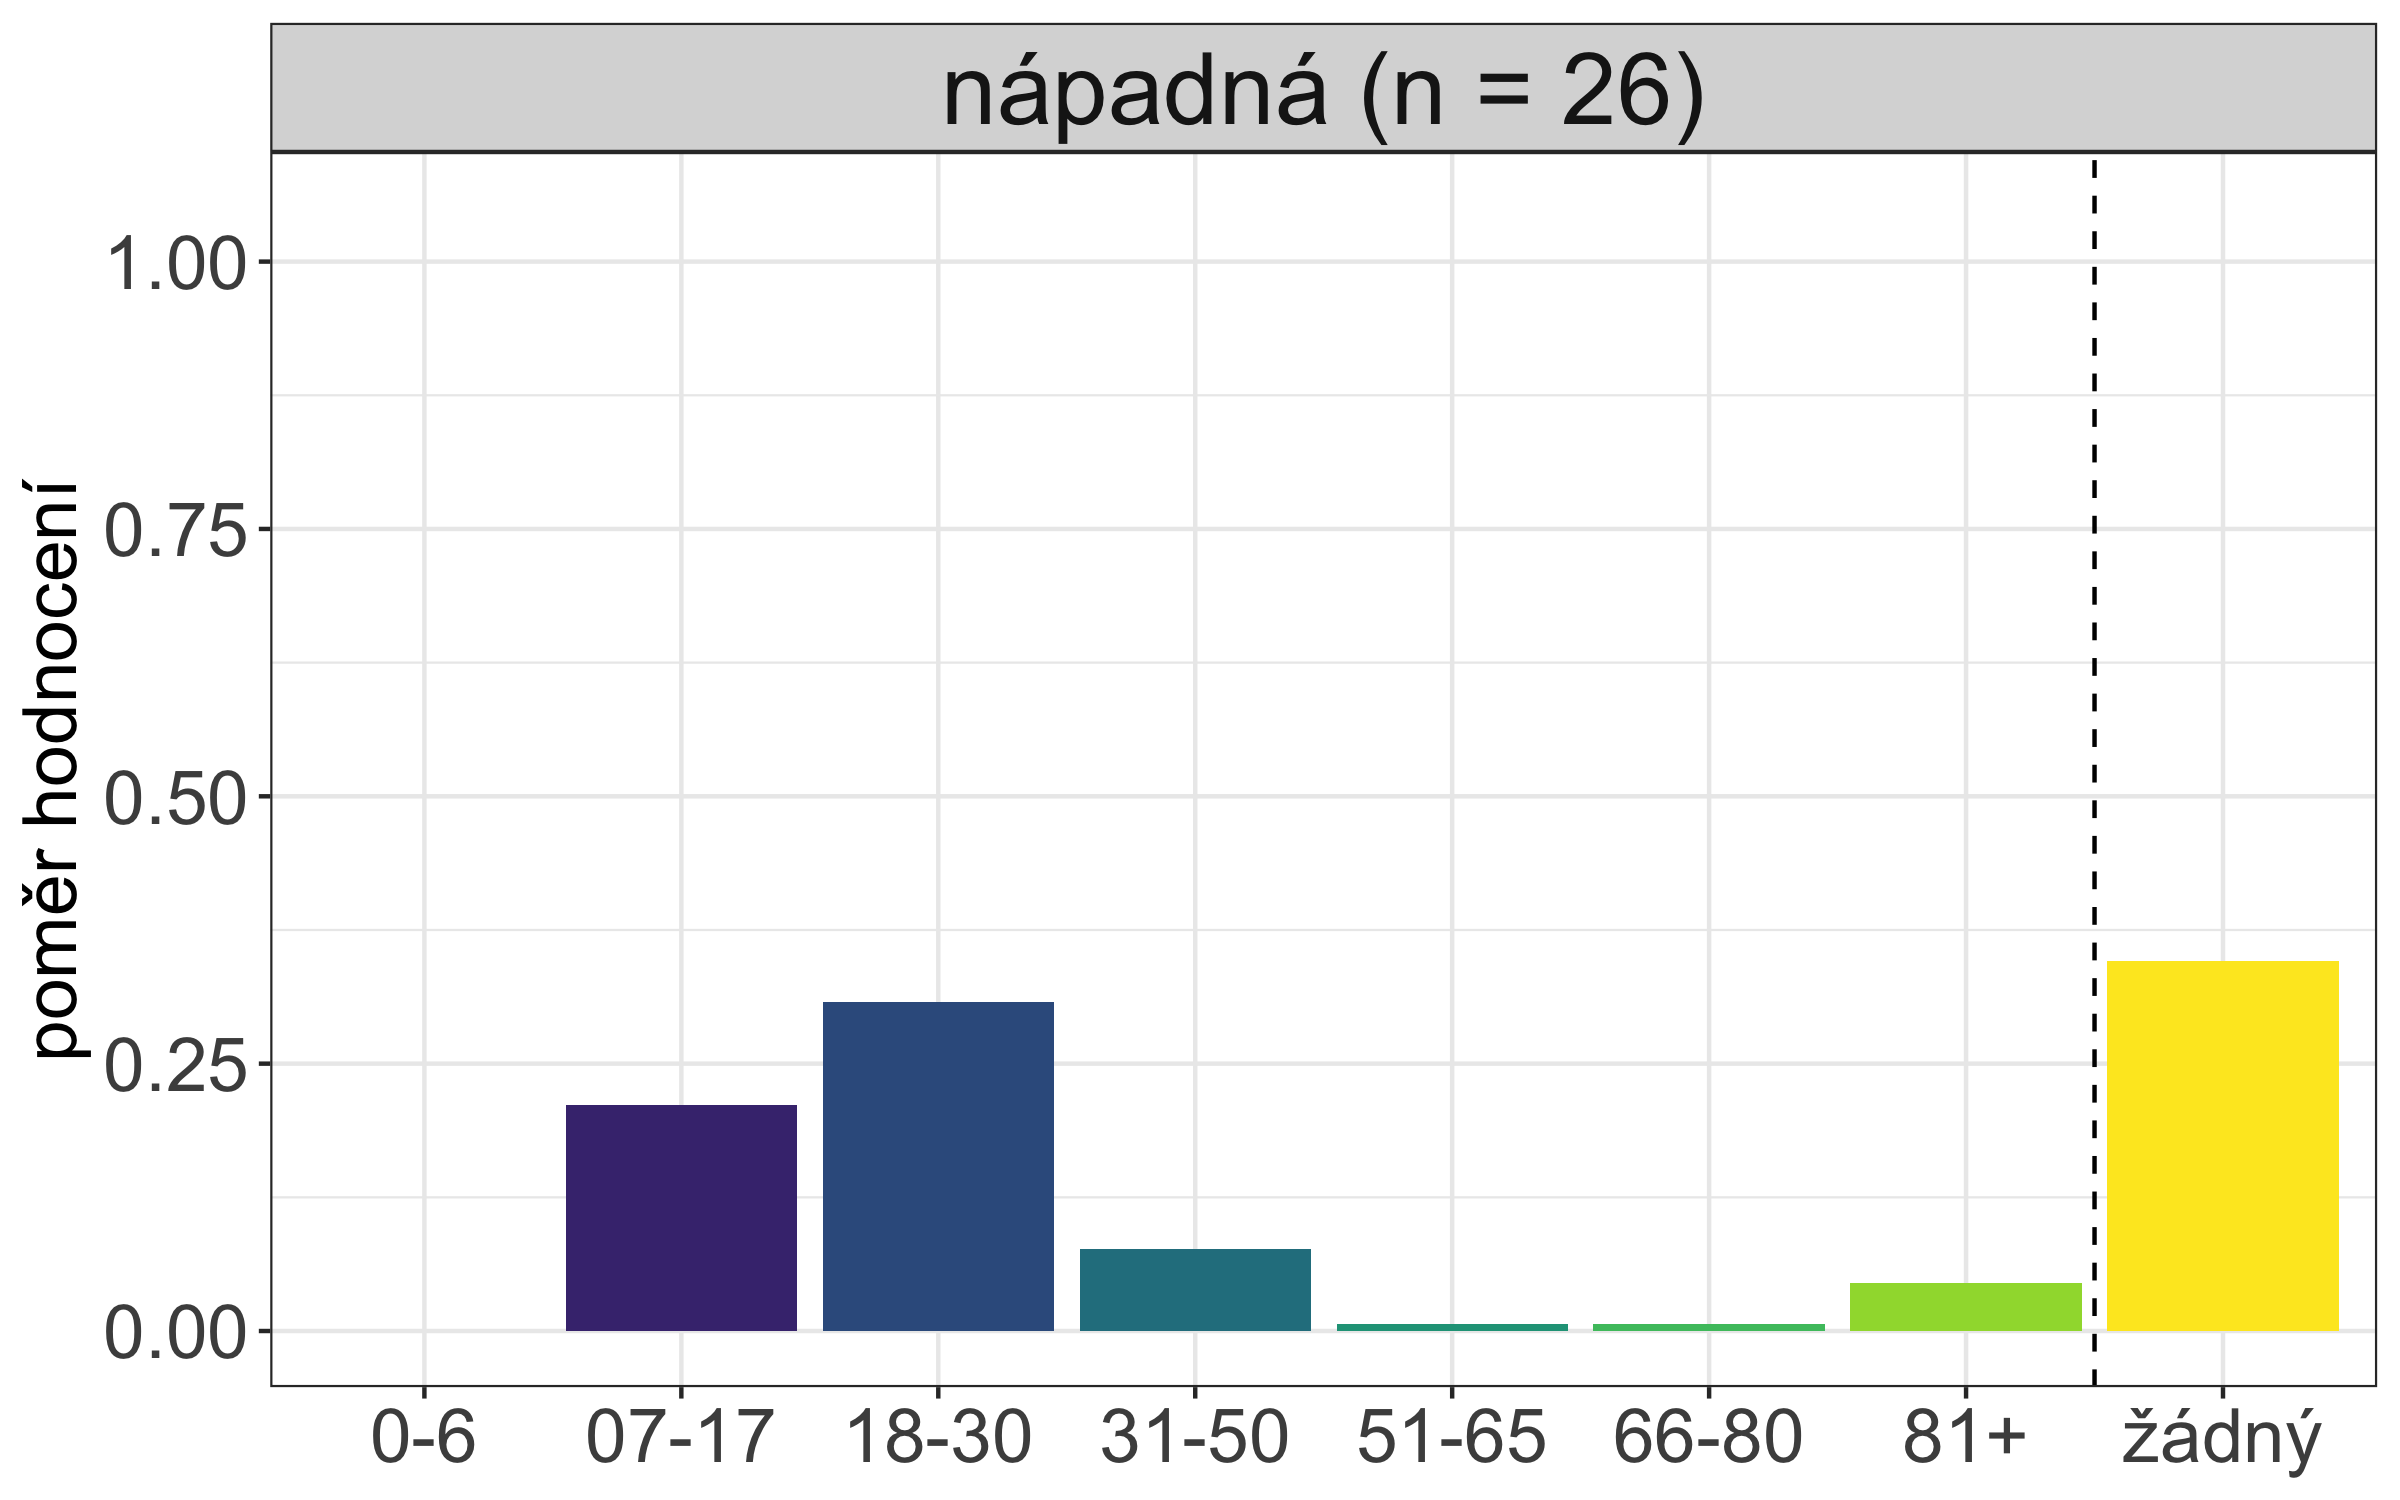 nápadná (n = 26)
poměr hodnocení
1.00
0.75
0.50
0.25
0.00
0-6 07-17 18-30 31-50 51-65 66-80 81+ žádný